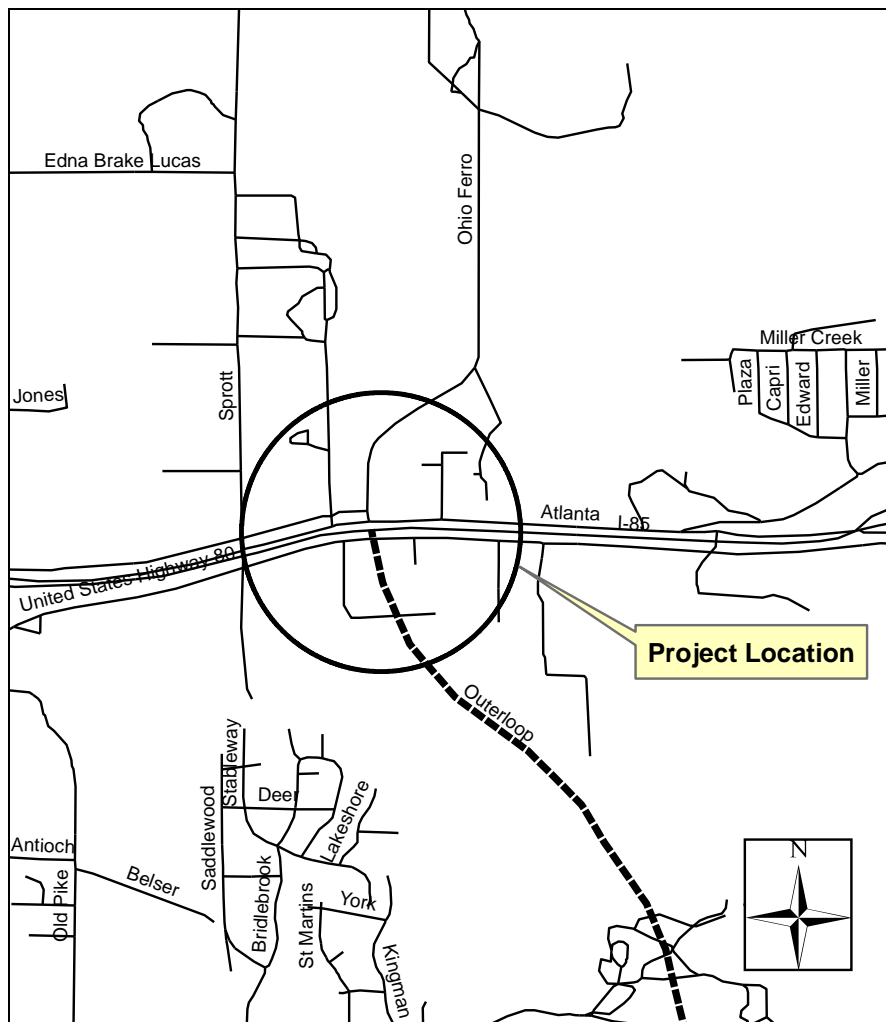 Edna Brake Lucas
Ohio Ferro
Miller Creek
Plaza
Capri
Edward
Miller
Jones
Sprott
Atlanta
I-85
United States Highway 80
Project Location
Outerloop
Stableway
Saddlewood
Deer
Lakeshore
Antioch
Old Pike
Belser
Bridlebrook
St Martins
York
Kingman
N